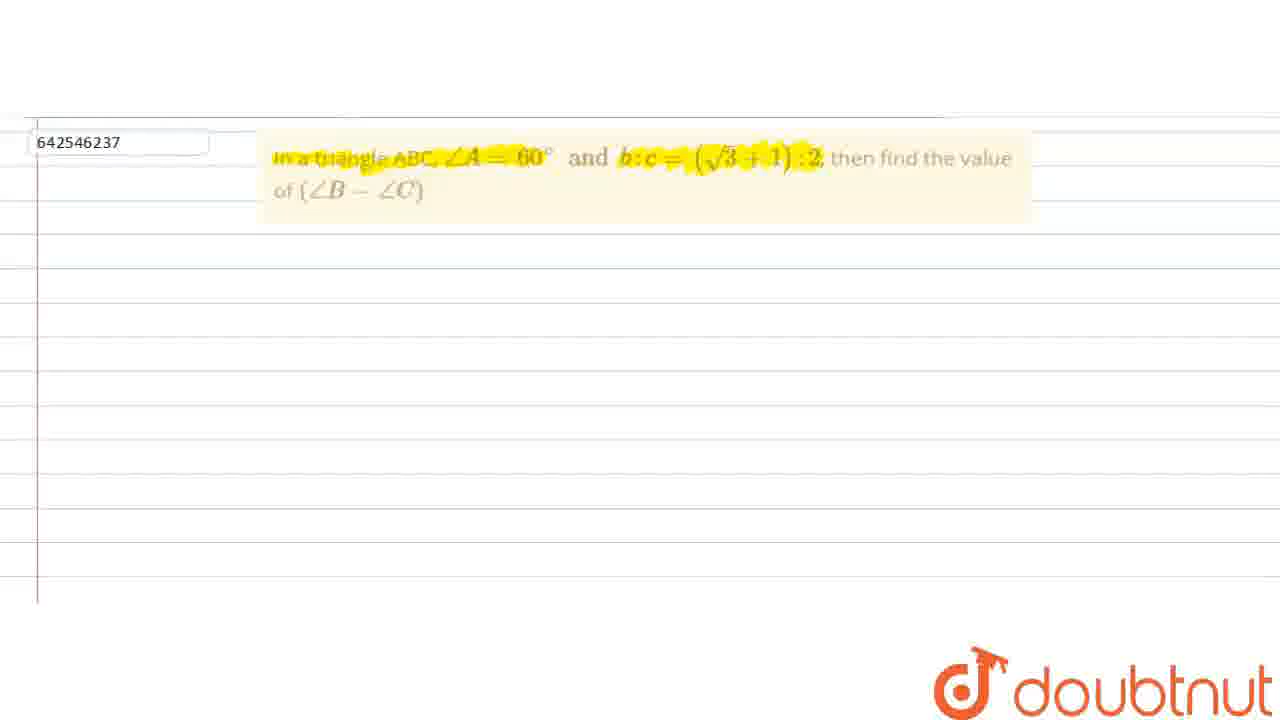 642546237
In a triangle ABC, ∠A = 60° and b : c = (√3 + 1) : 2, then find the value
of (∠B − ∠C)
doubtnut